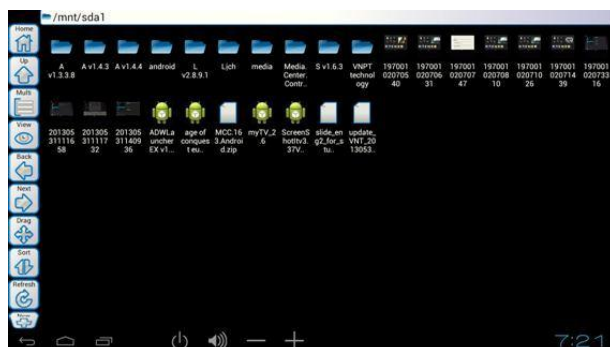 /mnt/sda1
Home
Up
Multi
View
Back
Next
Drag
Sort
Refresh
New
A
v1.3.3.8
A v1.4.3
A v1.4.4
android
L
v2.8.9.1
Lịch
media
Media.
Center.
Contr..
S v1.6.3
VNPT
technol
ogy
197001
020705
40
197001
020706
31
197001
020707
47
197001
020708
10
197001
020710
26
197001
020714
39
197001
020733
16
201305
311116
58
201305
311117
32
201305
311409
36
ADWLa
uncher
EX v1...
age of
conques
t eu..
MCC.16
3.Androi
d.zip
myTV_2
.6
ScreenS
hotItv3.
37V..
slide_en
g2_for_s
tu..
update_
VNT_20
13053..
7:21